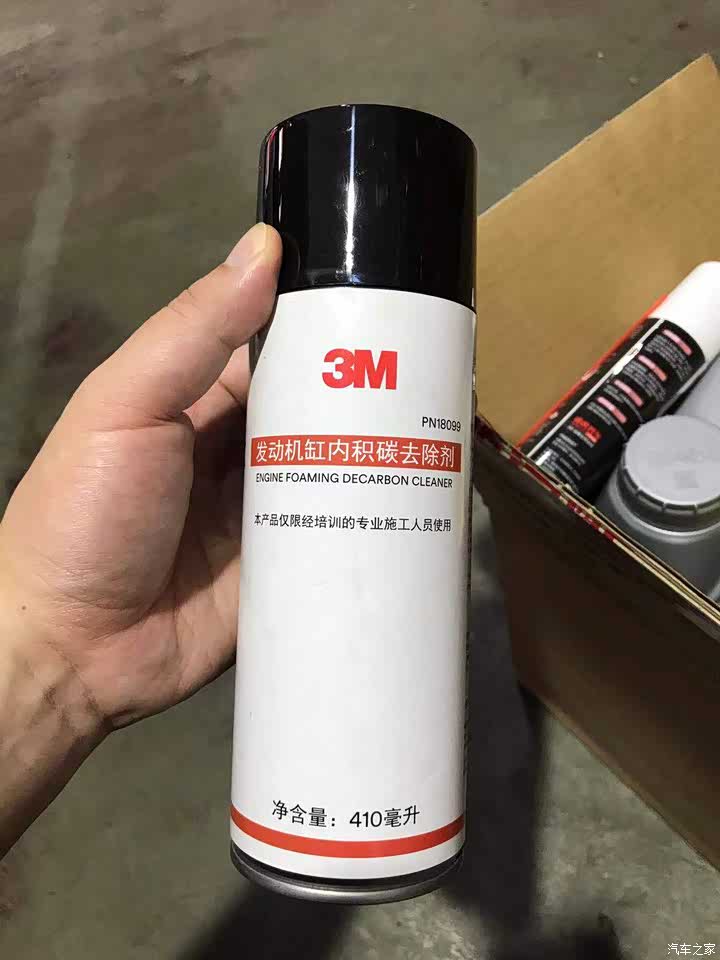 3M
PN18099
发动机缸内积碳去除剂
ENGINE FOAMING DECARBON CLEANER
本产品仅限经培训的专业施工人员使用
净含量：410毫升
汽车之家